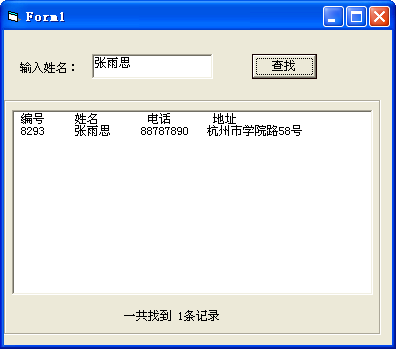 Form1
输入姓名： 张雨思 查找
编号 姓名 电话 地址
8293 张雨思 88787890 杭州市学院路58号
一共找到 1条记录